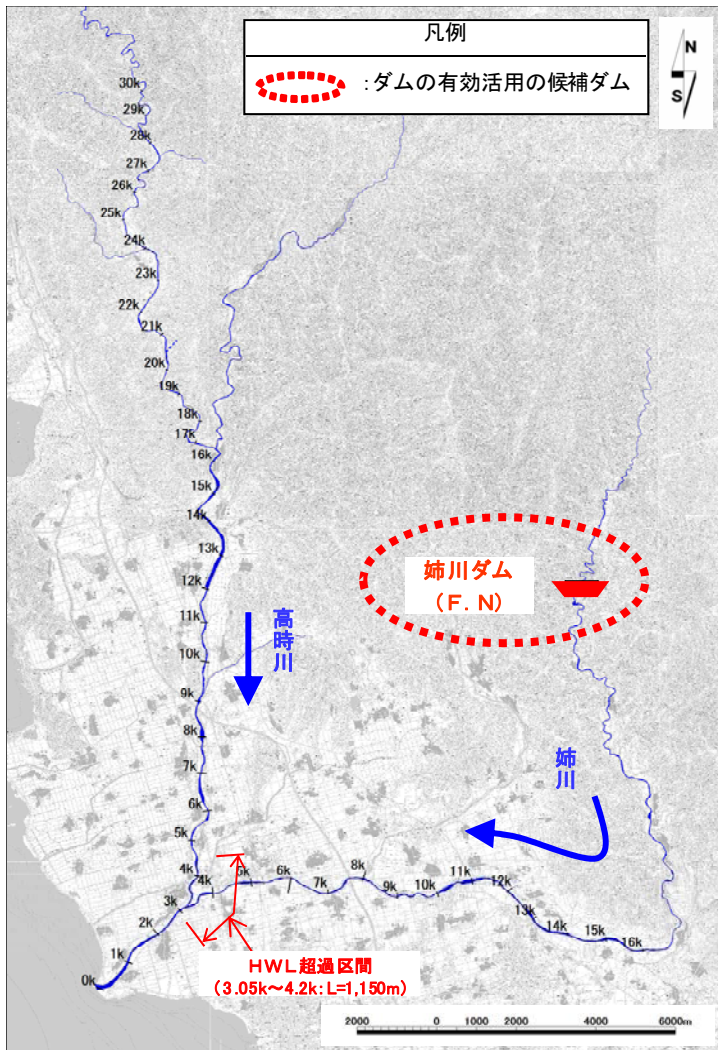 凡例
:ダムの有効活用の候補ダム
N
S
30k
29k
28k
27k
26k
25k
24k
23k
22k
21k
20k
19k
18k
17k
16k
15k
14k
13k
12k
11k
10k
9k
8k
7k
6k
5k
4k
3k
2k
1k
0k
姉川ダム
(F.N)
高時川
姉川
4k
5k
6k
7k
8k
9k
10k
11k
12k
13k
14k
15k
16k
HWL超過区間
(3.05k~4.2k:L=1,150m)
2000 0 2000 4000 6000m